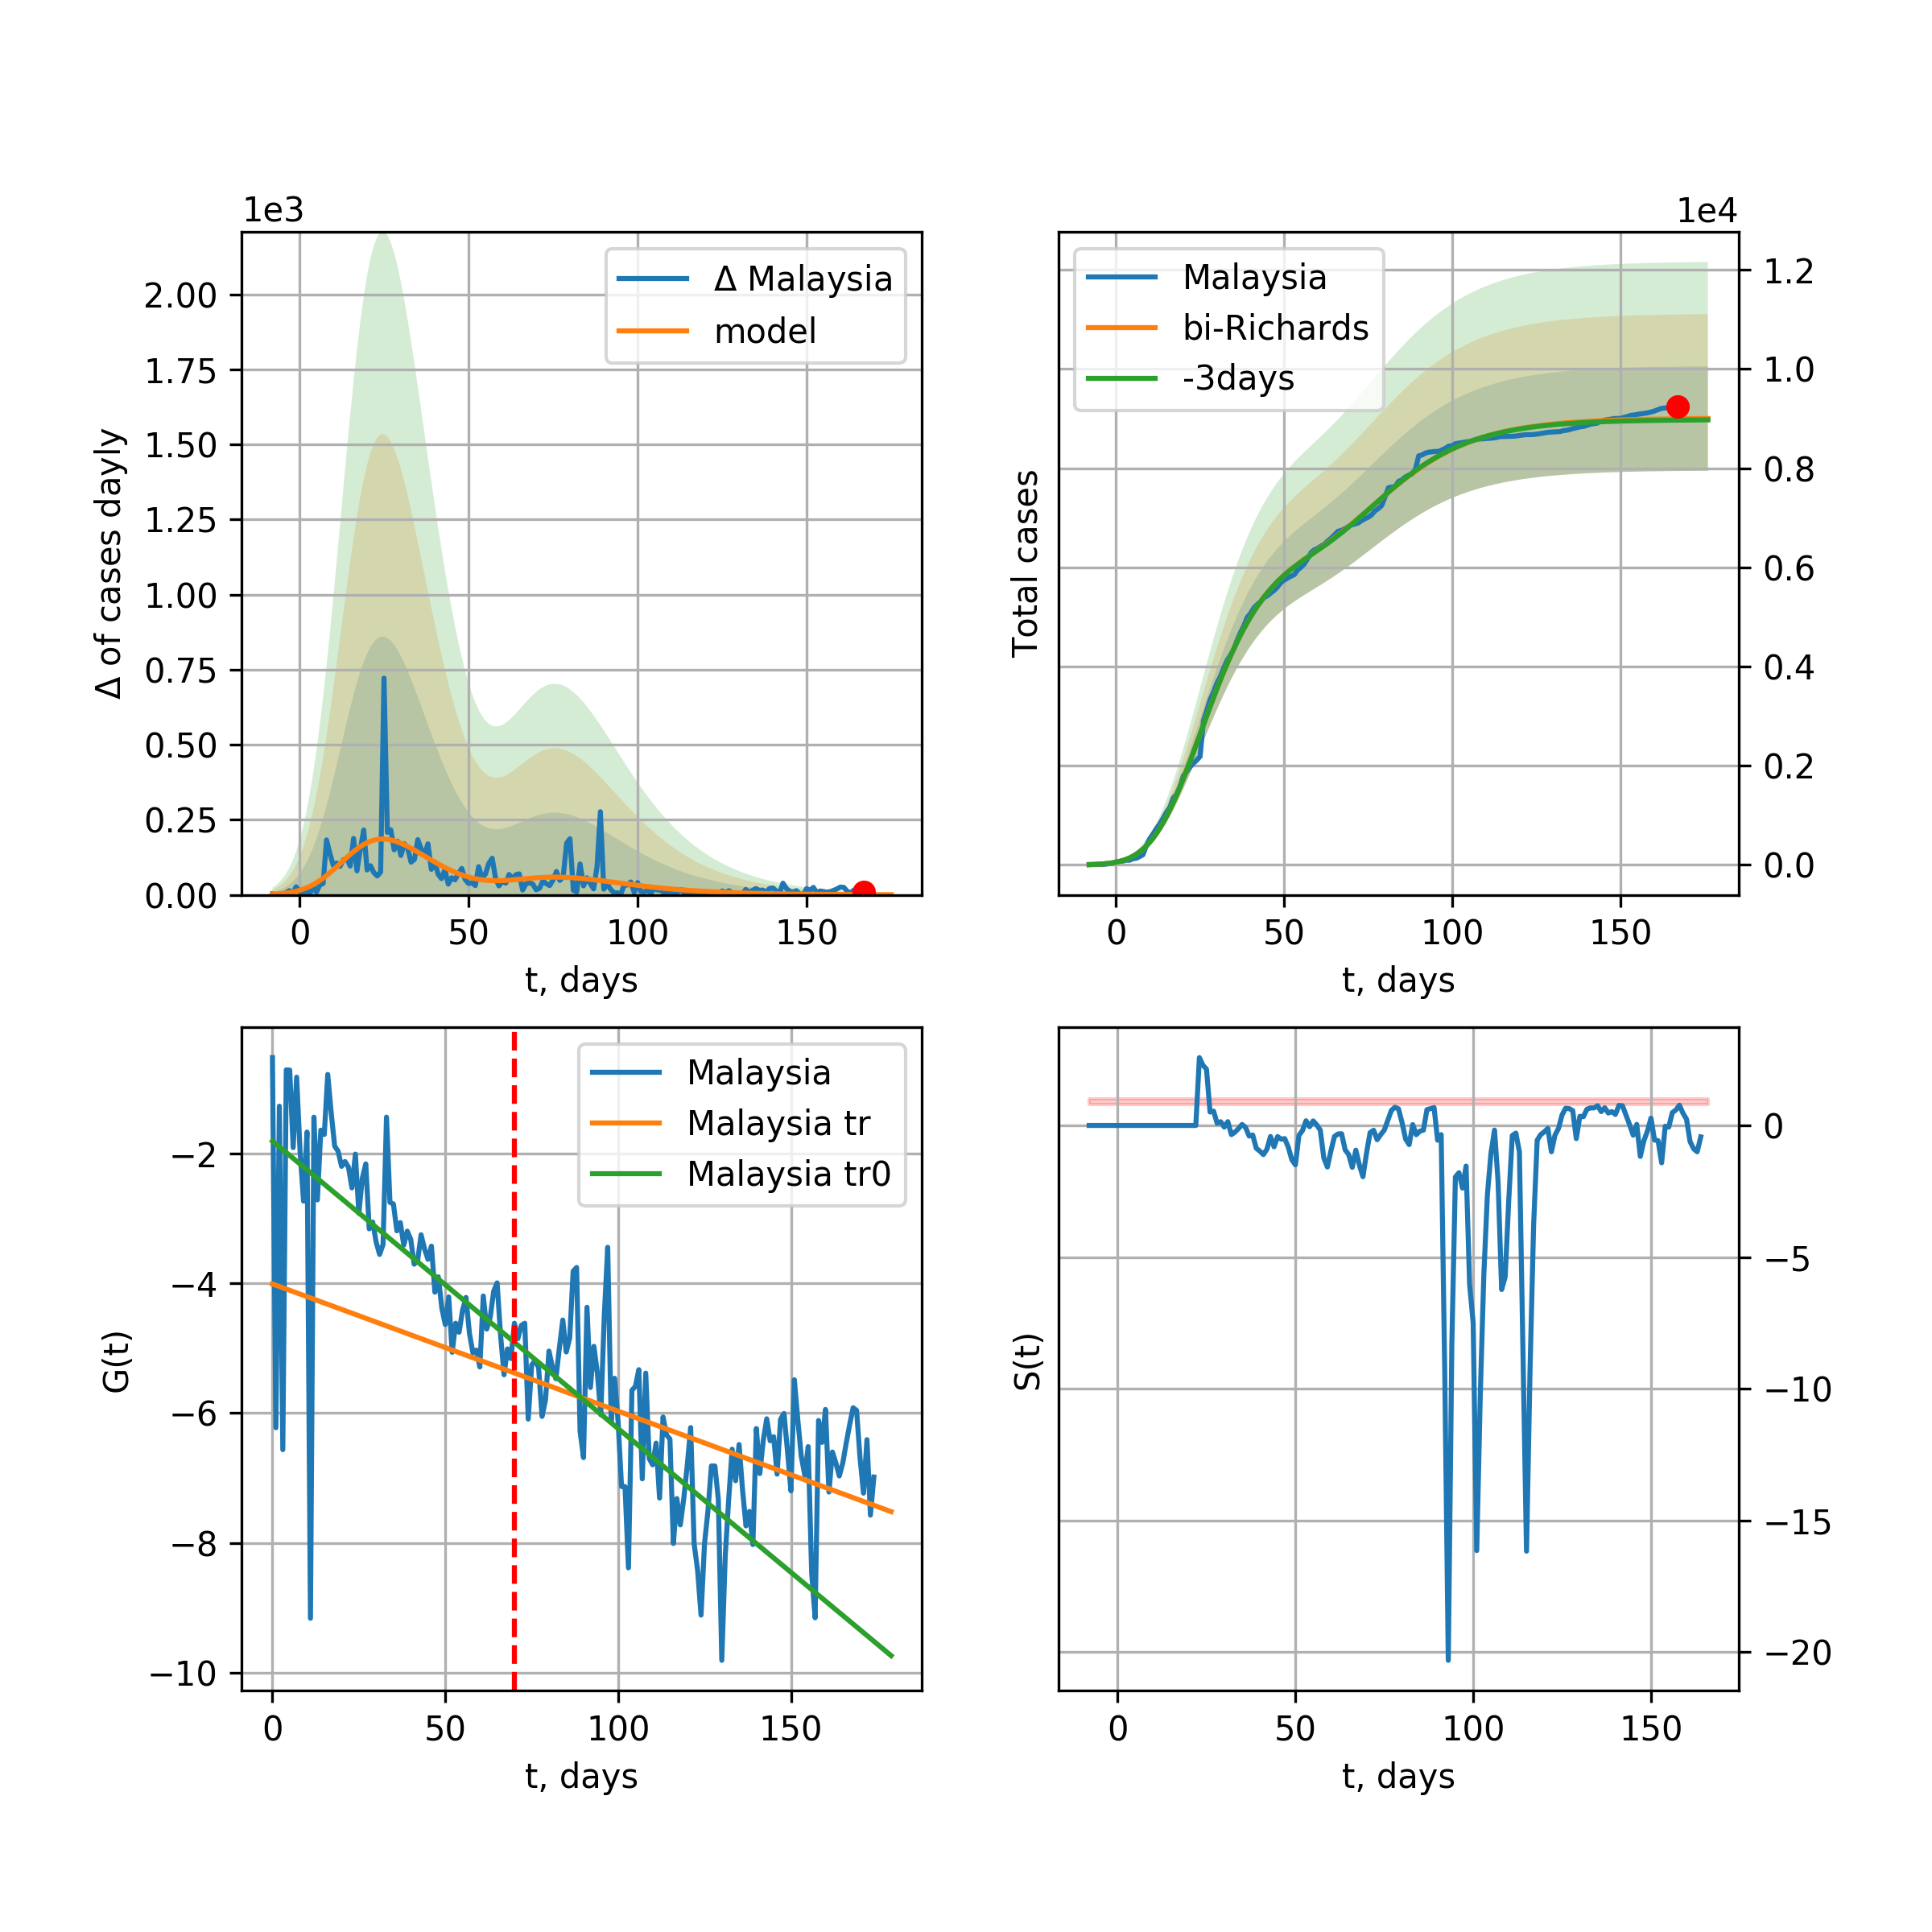 1e3
Δ of cases dayly
2.00
1.75
1.50
1.25
1.00
0.75
0.50
0.25
0.00
Δ Malaysia
model
0 50 100 150
t, days
1e4
Total cases
Malaysia
bi-Richards
-3days
1.2
1.0
0.8
0.6
0.4
0.2
0.0
0 50 100 150
t, days
G(t)
−2
−4
−6
−8
−10
Malaysia
Malaysia tr
Malaysia tr0
0 50 100 150
t, days
S(t)
0
−5
−10
−15
−20
0 50 100 150
t, days